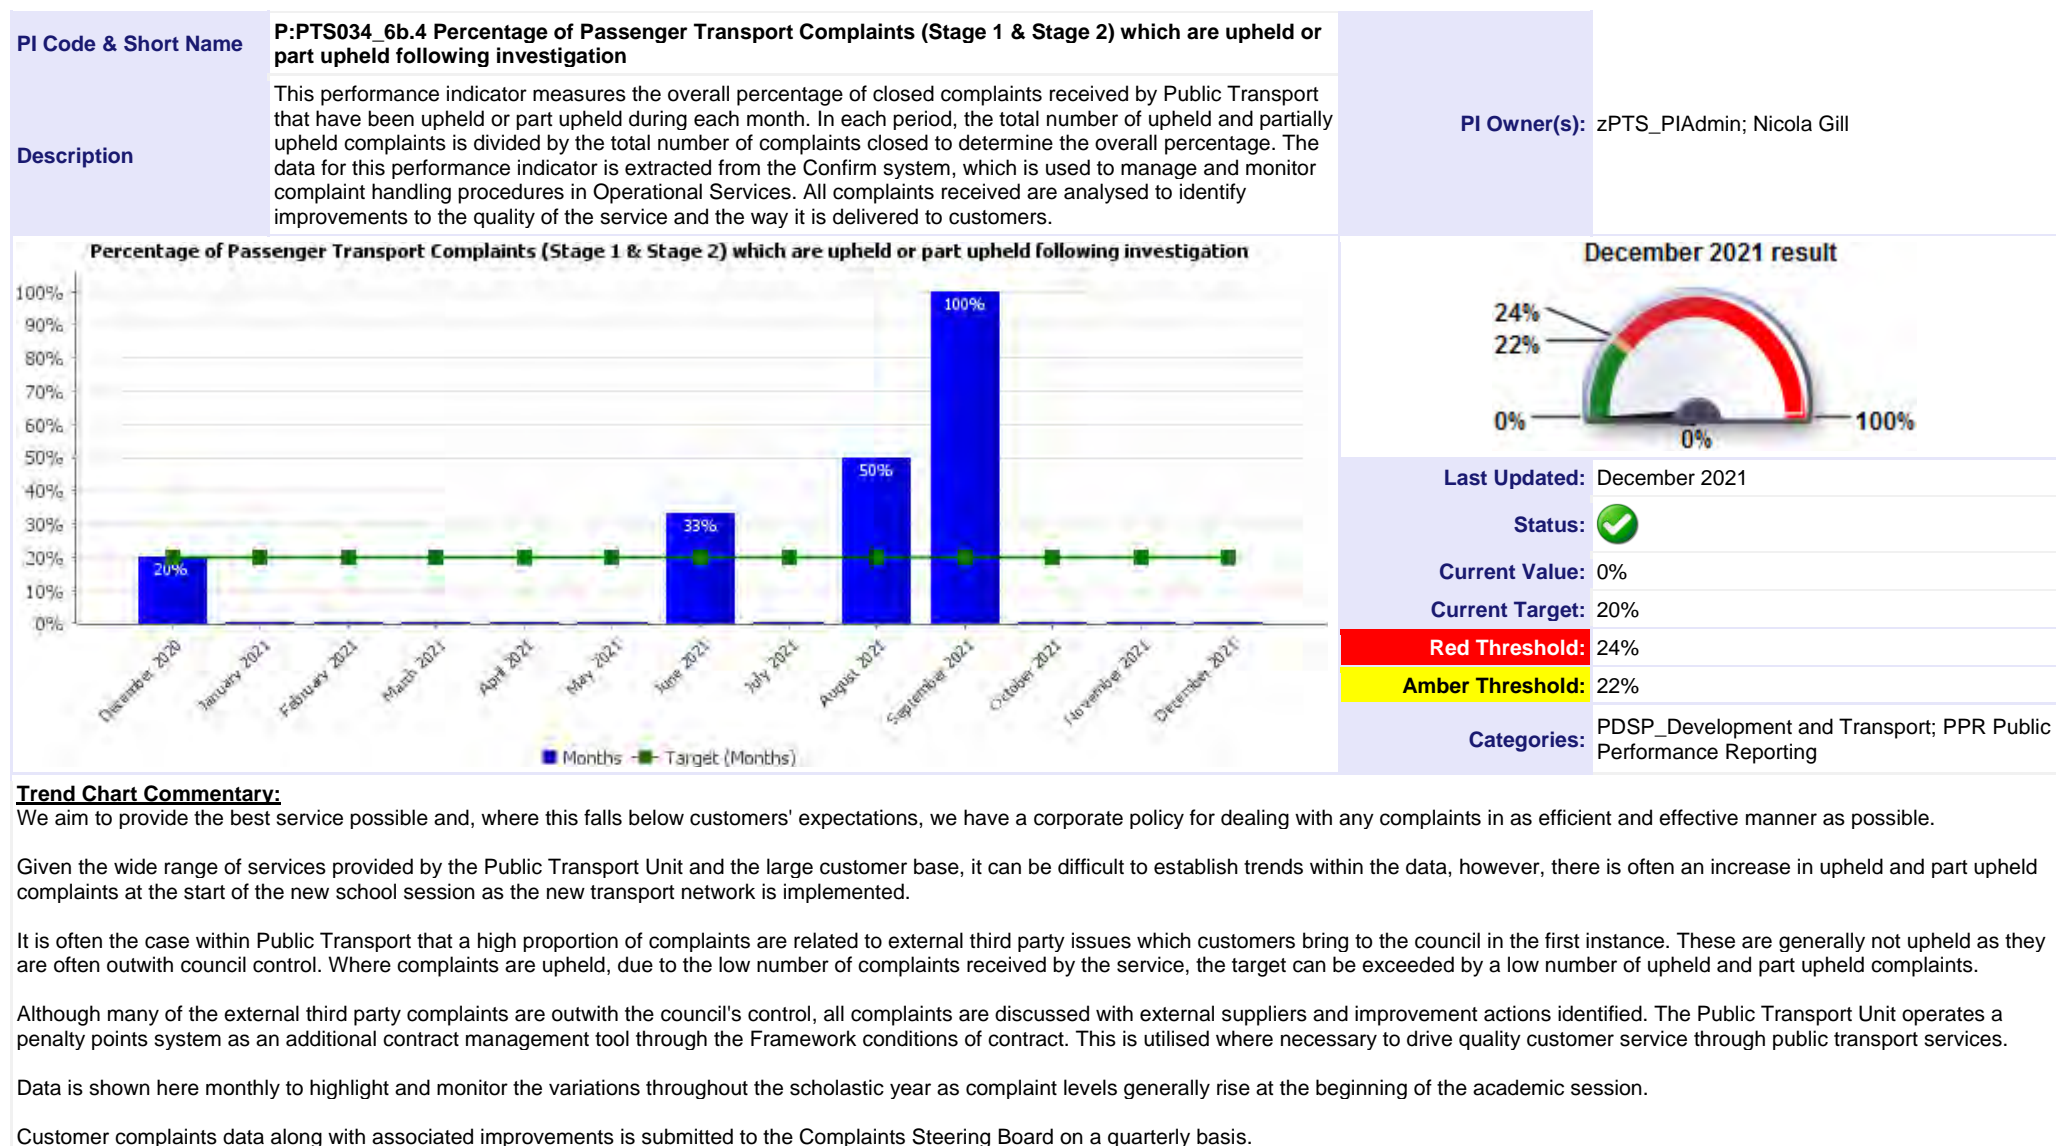 PI Code & Short Name
P:PTS034_6b.4 Percentage of Passenger Transport Complaints (Stage 1 & Stage 2) which are upheld or
part upheld following investigation
Description
This performance indicator measures the overall percentage of closed complaints received by Public Transport
that have been upheld or part upheld during each month. In each period, the total number of upheld and partially
upheld complaints is divided by the total number of complaints closed to determine the overall percentage. The
data for this performance indicator is extracted from the Confirm system, which is used to manage and monitor
complaint handling procedures in Operational Services. All complaints received are analysed to identify
improvements to the quality of the service and the way it is delivered to customers.
PI Owner(s): zPTS_PIAdmin; Nicola Gill
Percentage of Passenger Transport Complaints (Stage 1 & Stage 2) which are upheld or part upheld following investigation
100%
90%
80%
70%
60%
50%
40%
30%
20%
10%
0%
20%
33%
50%
100%
December 2020
January 2021
February 2021
March 2021
April 2021
May 2021
June 2021
July 2021
August 2021
September 2021
October 2021
November 2021
December 2021
Months
Target (Months)
December 2021 result
24%
22%
0%
100%
0%
Last Updated: December 2021
Status:
Current Value: 0%
Current Target: 20%
Red Threshold: 24%
Amber Threshold: 22%
Categories: PDSP_Development and Transport; PPR Public
Performance Reporting
Trend Chart Commentary:
We aim to provide the best service possible and, where this falls below customers' expectations, we have a corporate policy for dealing with any complaints in as efficient and effective manner as possible.
Given the wide range of services provided by the Public Transport Unit and the large customer base, it can be difficult to establish trends within the data, however, there is often an increase in upheld and part upheld
complaints at the start of the new school session as the new transport network is implemented.
It is often the case within Public Transport that a high proportion of complaints are related to external third party issues which customers bring to the council in the first instance. These are generally not upheld as they
are often outwith council control. Where complaints are upheld, due to the low number of complaints received by the service, the target can be exceeded by a low number of upheld and part upheld complaints.
Although many of the external third party complaints are outwith the council's control, all complaints are discussed with external suppliers and improvement actions identified. The Public Transport Unit operates a
penalty points system as an additional contract management tool through the Framework conditions of contract. This is utilised where necessary to drive quality customer service through public transport services.
Data is shown here monthly to highlight and monitor the variations throughout the scholastic year as complaint levels generally rise at the beginning of the academic session.
Customer complaints data along with associated improvements is submitted to the Complaints Steering Board on a quarterly basis.